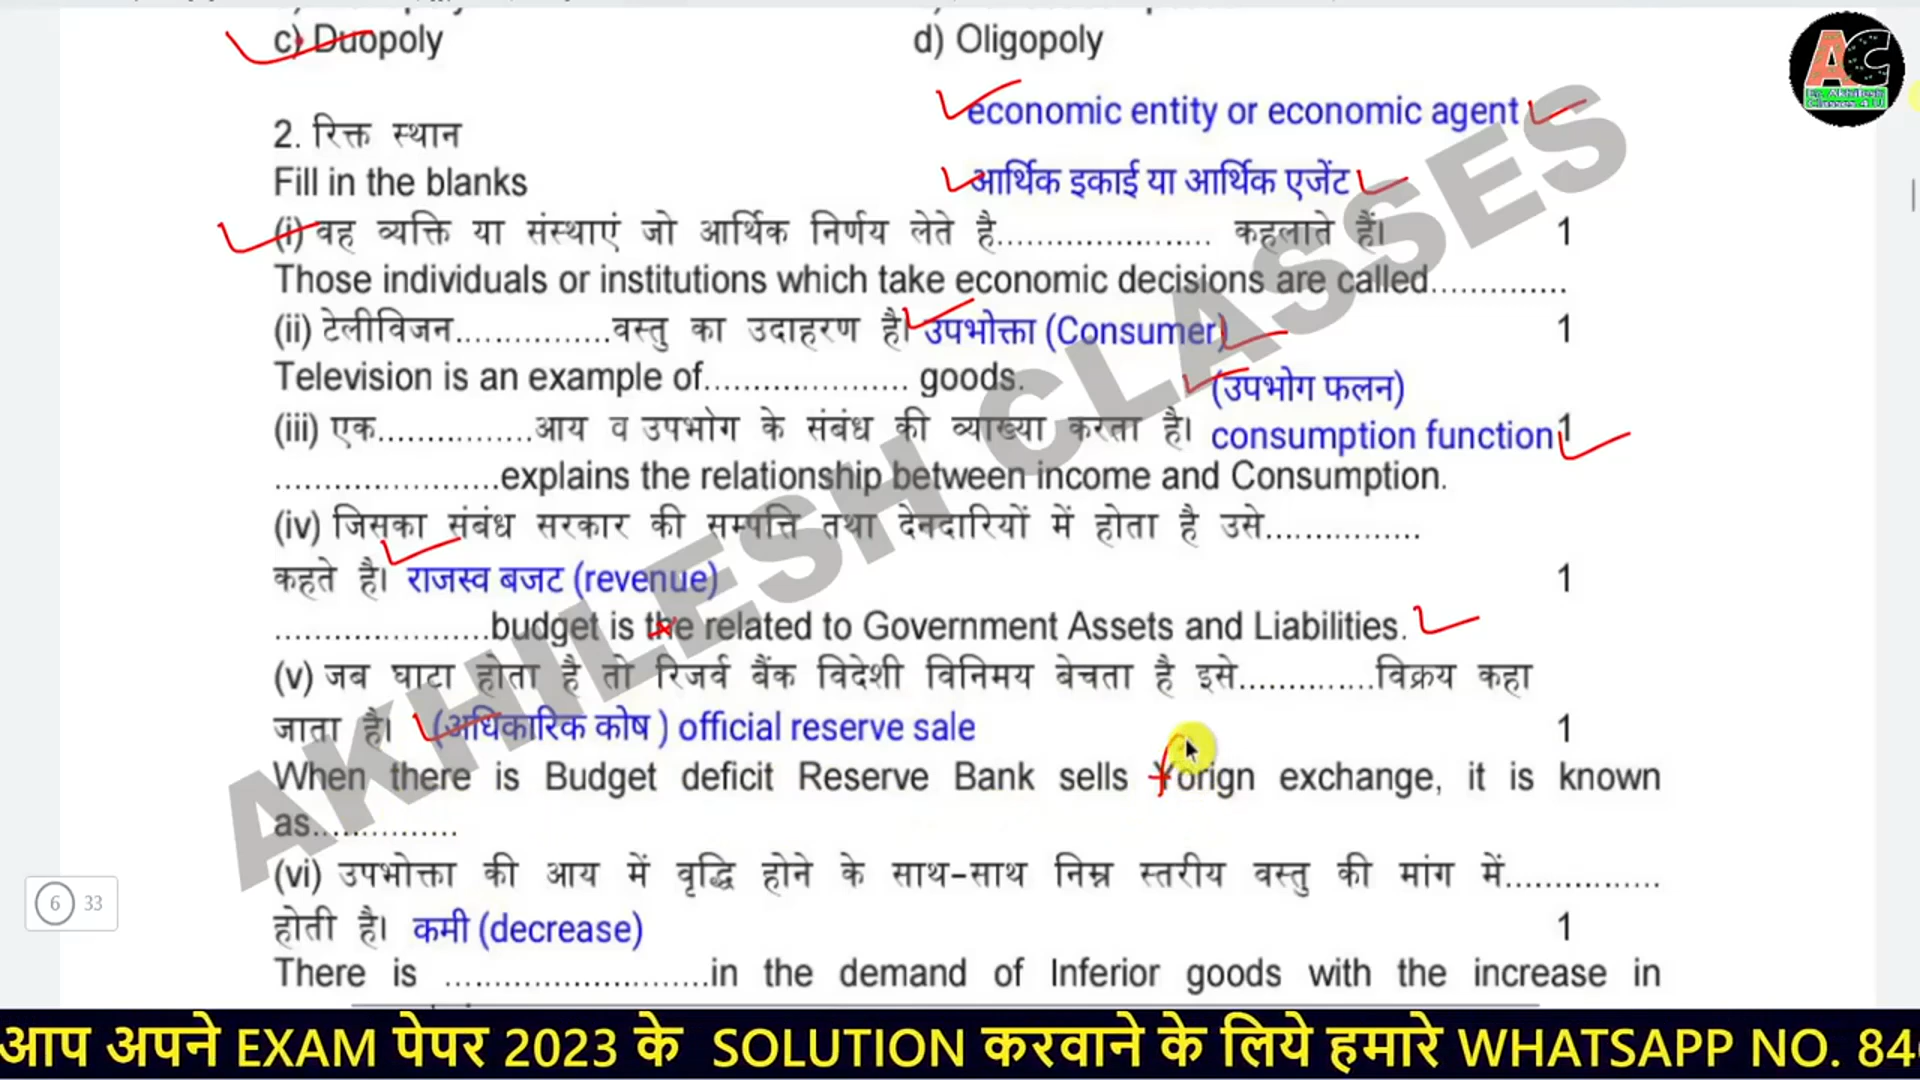 c) Duopoly
d) Oligopoly
economic entity or economic agent
2. रिक्त स्थान
Fill in the blanks
आर्थिक इकाई या आर्थिक एजेंट
(i) वह व्यक्ति या संस्थाएं जो आर्थिक निर्णय लेते है...................... कहलाते हैं। 1
Those individuals or institutions which take economic decisions are called..............
(ii) टेलीविजन................वस्तु का उदाहरण है। उपभोक्ता (Consumer) 1
Television is an example of..................... goods.
(उपभोग फलन)
(iii) एक................आय व उपभोग के संबंध की व्याख्या करता है। consumption function 1
.......................explains the relationship between income and Consumption.
(iv) जिसका संबंध सरकार की सम्पत्ति तथा देनदारियों में होता है उसे................
कहते है। राजस्व बजट (revenue) 1
......................budget is the related to Government Assets and Liabilities.
(v) जब घाटा होता है तो रिजर्व बैंक विदेशी विनिमय बेचता है इसे..............विक्रय कहा
जाता है। (अधिकारिक कोष ) official reserve sale 1
When there is Budget deficit Reserve Bank sells Yorign exchange, it is known
as...............
(vi) उपभोक्ता की आय में वृद्धि होने के साथ-साथ निम्न स्तरीय वस्तु की मांग में................
होती है। कमी (decrease) 1
There is ...........................in the demand of Inferior goods with the increase in
AKHILESH CLASSES
AC
Er. Akhilesh
Classes 4 U
6 33
आप अपने EXAM पेपर 2023 के SOLUTION करवाने के लिये हमारे WHATSAPP NO. 84